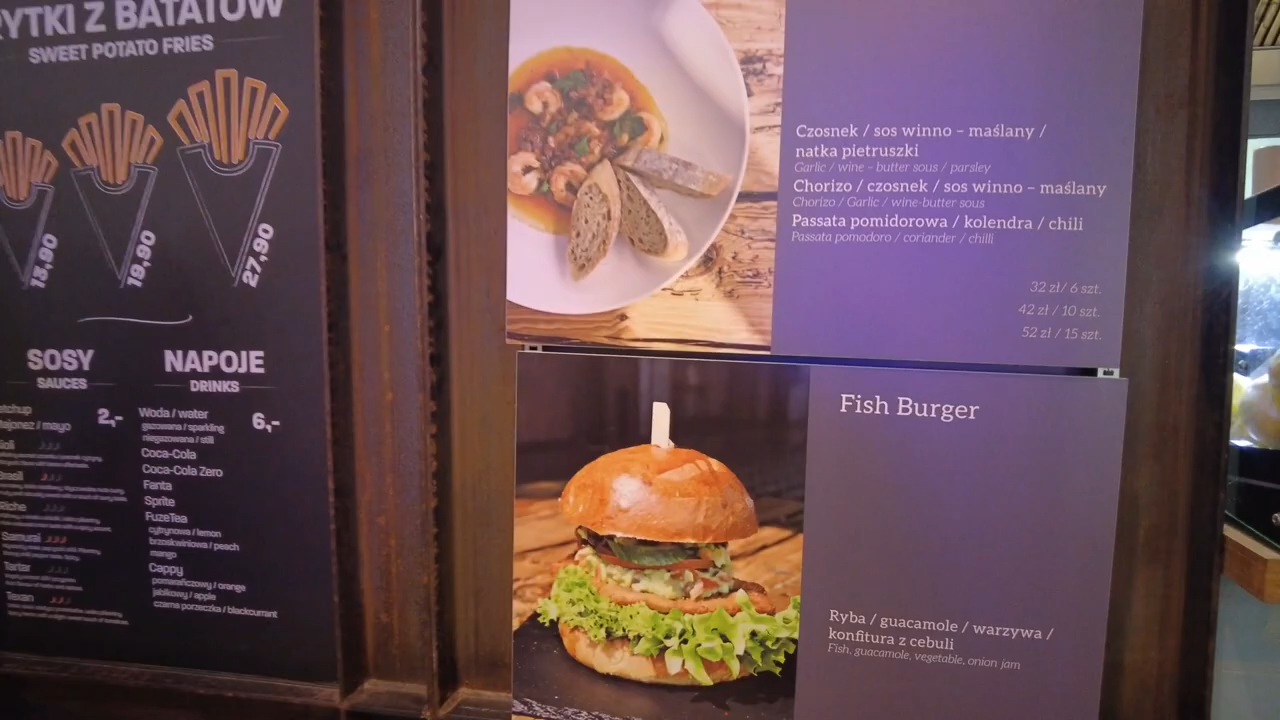 RYTKI Z BATATÓW
SWEET POTATO FRIES
13,90
19,90
27,90
SOSY
SAUCES
2,-
/ mayo
Brasil
Riche
Samurai
Tartar
Texan
NAPOJE
DRINKS
Woda / water
6,-
gazowana / sparkling
niegazowana / still
Coca-Cola
Coca-Cola Zero
Fanta
Sprite
FuzeTea
cytrynowa / lemon
brzoskwiniowa / peach
mango
Cappy
pomarańczowy / orange
jabłkowy / apple
czarna porzeczka / blackcurrant
Czosnek / sos winno – maślany /
natka pietruszki
Garlic / wine – butter sous / parsley
Chorizo / czosnek / sos winno – maślany
Chorizo / Garlic / wine-butter sous
Passata pomidorowa / kolendra / chili
Passata pomodoro / coriander / chilli
32 zł/ 6 szt.
42 zł / 10 szt.
52 zł / 15 szt.
Fish Burger
Ryba / guacamole / warzywa /
konfitura z cebuli
Fish, guacamole, vegetable, onion jam